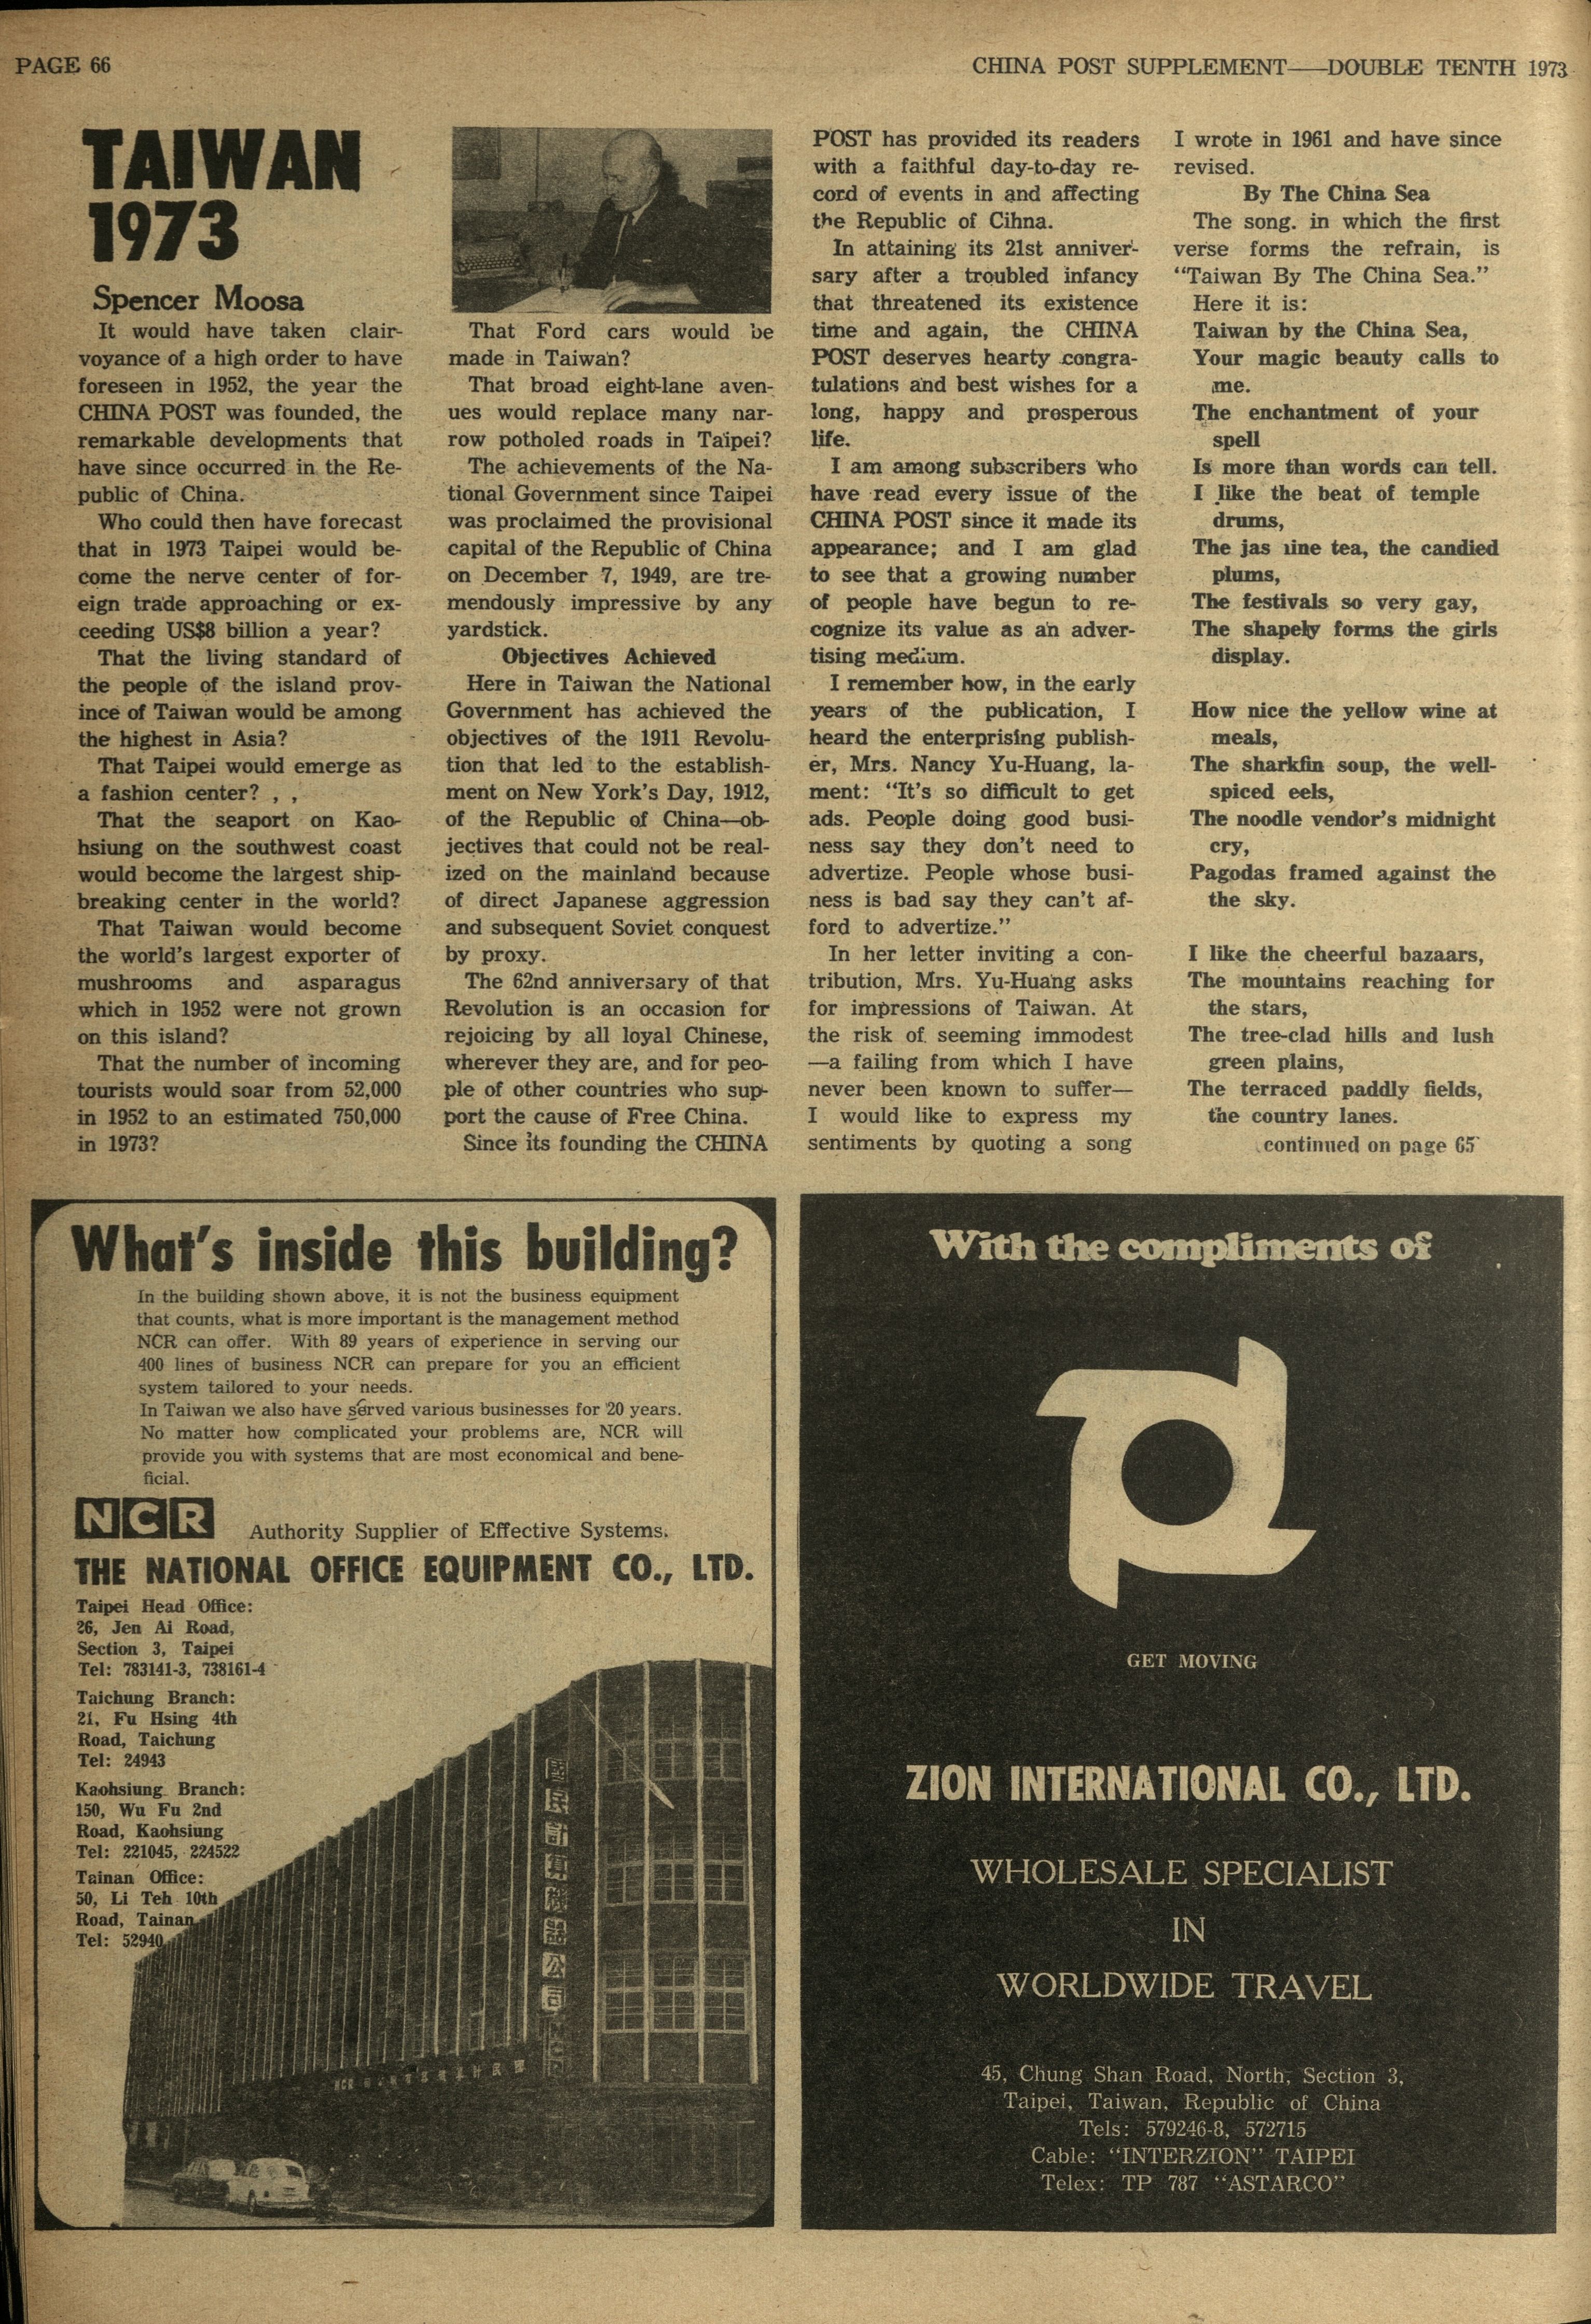 PAGE 66
CHINA POST SUPPLEMENT——DOUBLE TENTH 1973
TAIWAN
1973
Spencer Moosa
It would have taken clair-
voyance of a high order to have
foreseen in 1952, the year the
CHINA POST was founded, the
remarkable developments that
have since occurred in the Re-
public of China.
Who could then have forecast
that in 1973 Taipei would be-
come the nerve center of for-
eign trade approaching or ex-
ceeding US$8 billion a year?
That the living standard of
the people of the island prov-
ince of Taiwan would be among
the highest in Asia?
That Taipei would emerge as
a fashion center? , ,
That the seaport on Kao-
hsiung on the southwest coast
would become the largest ship-
breaking center in the world?
That Taiwan would become
the world's largest exporter of
mushrooms and asparagus
which in 1952 were not grown
on this island?
That the number of incoming
tourists would soar from 52,000
in 1952 to an estimated 750,000
in 1973?
That Ford cars would be
made in Taiwan?
That broad eight-lane aven-
ues would replace many nar-
row potholed roads in Taipei?
The achievements of the Na-
tional Government since Taipei
was proclaimed the provisional
capital of the Republic of China
on December 7, 1949, are tre-
mendously impressive by any
yardstick.
Objectives Achieved
Here in Taiwan the National
Government has achieved the
objectives of the 1911 Revolu-
tion that led to the establish-
ment on New York's Day, 1912,
of the Republic of China—ob-
jectives that could not be real-
ized on the mainland because
of direct Japanese aggression
and subsequent Soviet conquest
by proxy.
The 62nd anniversary of that
Revolution is an occasion for
rejoicing by all loyal Chinese,
wherever they are, and for peo-
ple of other countries who sup-
port the cause of Free China.
Since its founding the CHINA
POST has provided its readers
with a faithful day-to-day re-
cord of events in and affecting
the Republic of Cihna.
In attaining its 21st anniver-
sary after a troubled infancy
that threatened its existence
time and again, the CHINA
POST deserves hearty congra-
tulations and best wishes for a
long, happy and presperous
life.
I am among subscribers who
have read every issue of the
CHINA POST since it made its
appearance; and I am glad
to see that a growing number
of people have begun to re-
cognize its value as an adver-
tising medium.
I remember how, in the early
years of the publication, I
heard the enterprising publish-
er, Mrs. Nancy Yu-Huang, la-
ment: "It's so difficult to get
ads. People doing good busi-
ness say they don't need to
advertize. People whose busi-
ness is bad say they can't af-
ford to advertize."
In her letter inviting a con-
tribution, Mrs. Yu-Huang asks
for impressions of Taiwan. At
the risk of seeming immodest
—a failing from which I have
never been known to suffer—
I would like to express my
sentiments by quoting a song
I wrote in 1961 and have since
revised.
By The China Sea
The song. in which the first
verse forms the refrain, is
"Taiwan By The China Sea."
Here it is:
Taiwan by the China Sea,
Your magic beauty calls to
me.
The enchantment of your
spell
Is more than words can tell.
I like the beat of temple
drums,
The jas ine tea, the candied
plums,
The festivals so very gay,
The shapely forms the girls
display.
How nice the yellow wine at
meals,
The sharkfin soup, the well-
spiced eels,
The noodle vendor's midnight
cry,
Pagodas framed against the
the sky.
I like the cheerful bazaars,
The mountains reaching for
the stars,
The tree-clad hills and lush
green plains,
The terraced paddly fields,
the country lanes.
continued on page 65
What's inside this building?
In the building shown above, it is not the business equipment
that counts, what is more important is the management method
NCR can offer. With 89 years of experience in serving our
400 lines of business NCR can prepare for you an efficient
system tailored to your needs.
In Taiwan we also have served various businesses for 20 years.
No matter how complicated your problems are, NCR will
provide you with systems that are most economical and bene-
ficial.
NCR Authority Supplier of Effective Systems.
THE NATIONAL OFFICE EQUIPMENT CO., LTD.
Taipei Head Office:
26, Jen Ai Road,
Section 3, Taipei
Tel: 783141-3, 738161-4
Taichung Branch:
21, Fu Hsing 4th
Road, Taichung
Tel: 24943
Kaohsiung Branch:
150, Wu Fu 2nd
Road, Kaohsiung
Tel: 221045, 224522
Tainan Office:
50, Li Teh 10th
Road, Tainan
Tel: 52940
國民計算機器公司
NCR
With the compliments of
GET MOVING
ZION INTERNATIONAL CO., LTD.
WHOLESALE SPECIALIST
IN
WORLDWIDE TRAVEL
45, Chung Shan Road, North, Section 3,
Taipei, Taiwan, Republic of China
Tels: 579246-8, 572715
Cable: "INTERZION" TAIPEI
Telex: TP 787 "ASTARCO"